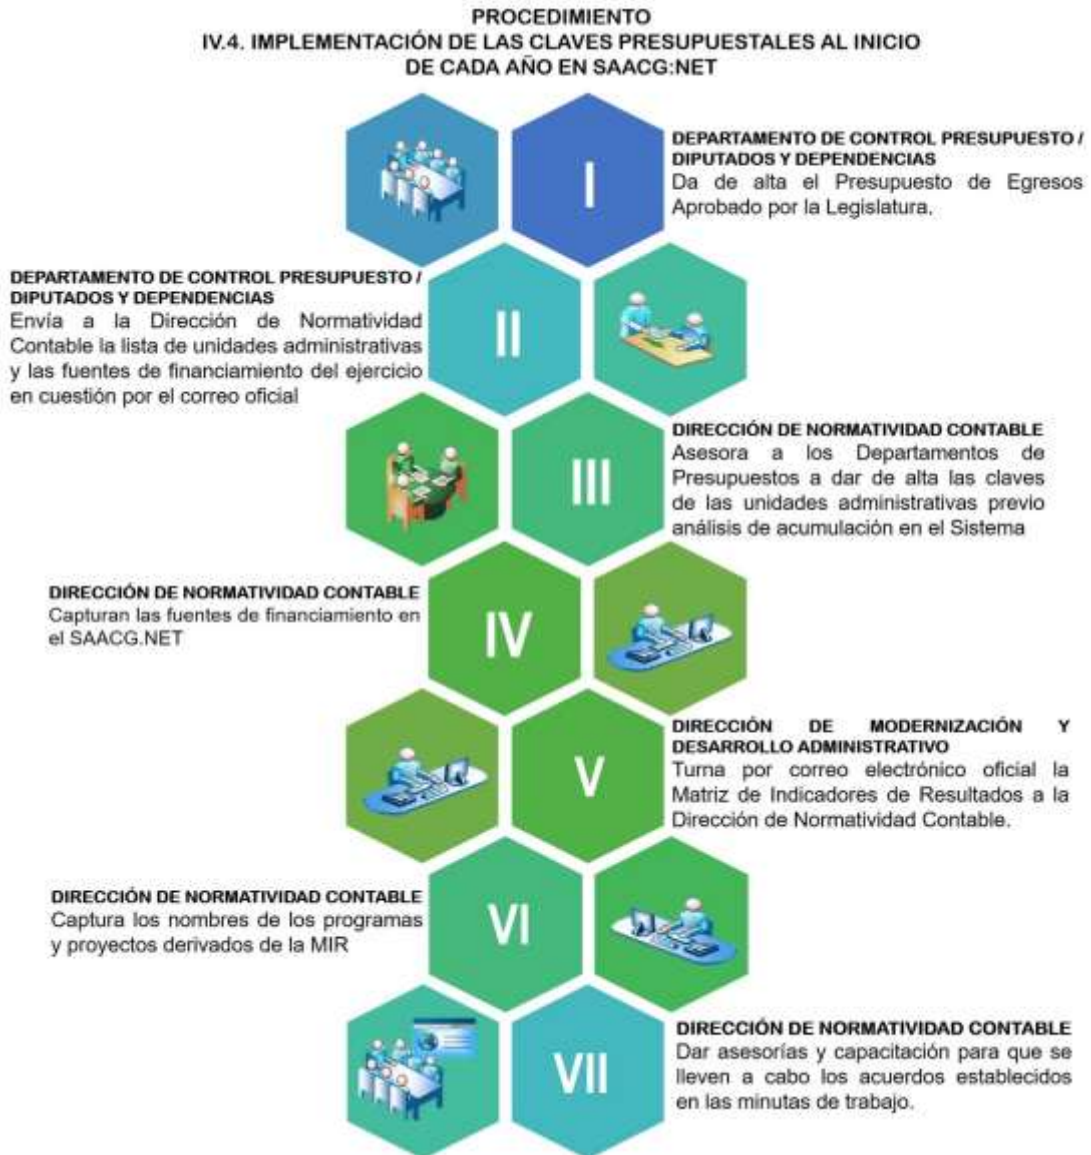 PROCEDIMIENTO
IV.4. IMPLEMENTACIÓN DE LAS CLAVES PRESUPUESTALES AL INICIO
DE CADA AÑO EN SAACG:NET
I
DEPARTAMENTO DE CONTROL PRESUPUESTO /
DIPUTADOS Y DEPENDENCIAS
Da de alta el Presupuesto de Egresos
Aprobado por la Legislatura.
DEPARTAMENTO DE CONTROL PRESUPUESTO /
DIPUTADOS Y DEPENDENCIAS
Envía a la Dirección de Normatividad
Contable la lista de unidades administrativas
y las fuentes de financiamiento del ejercicio
en cuestión por el correo oficial
II
III
DIRECCIÓN DE NORMATIVIDAD CONTABLE
Asesora a los Departamentos de
Presupuestos a dar de alta las claves
de las unidades administrativas previo
análisis de acumulación en el Sistema
DIRECCIÓN DE NORMATIVIDAD CONTABLE
Capturan las fuentes de financiamiento en
el SAACG.NET
IV
V
DIRECCIÓN DE MODERNIZACIÓN Y
DESARROLLO ADMINISTRATIVO
Turna por correo electrónico oficial la
Matriz de Indicadores de Resultados a la
Dirección de Normatividad Contable.
DIRECCIÓN DE NORMATIVIDAD CONTABLE
Captura los nombres de los programas
y proyectos derivados de la MIR
VI
VII
DIRECCIÓN DE NORMATIVIDAD CONTABLE
Dar asesorías y capacitación para que se
lleven a cabo los acuerdos establecidos
en las minutas de trabajo.